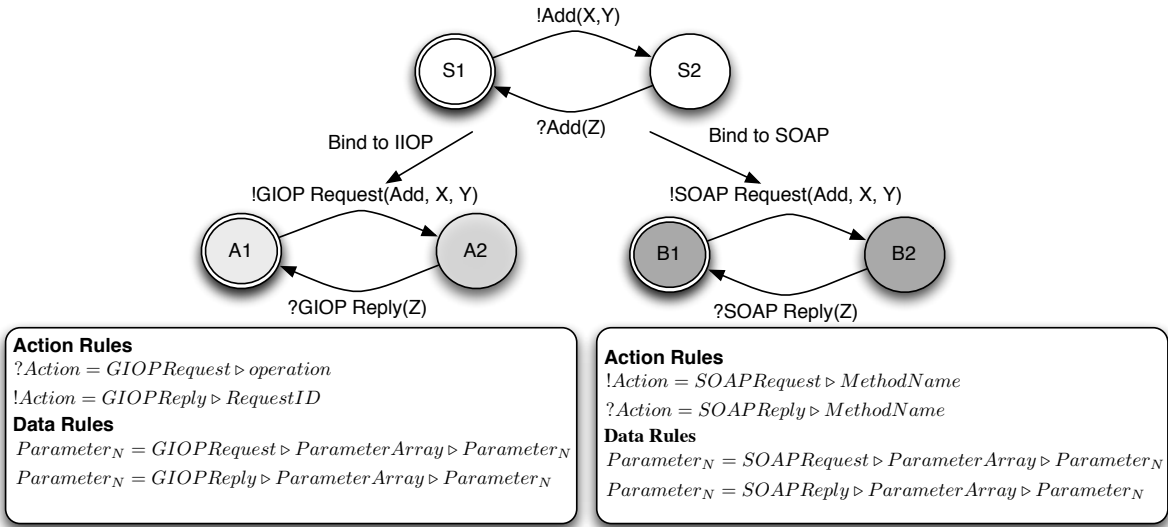 !Add(X,Y)
S1
S2
?Add(Z)
Bind to IIOP
Bind to SOAP
!GIOP Request(Add, X, Y)
A1
A2
?GIOP Reply(Z)
!SOAP Request(Add, X, Y)
B1
B2
?SOAP Reply(Z)
Action Rules
?Action = GIOPRequest ▹ operation
!Action = GIOPReply ▹ RequestID
Data Rules
Parameter_N = GIOPRequest ▹ ParameterArray ▹ Parameter_N
Parameter_N = GIOPReply ▹ ParameterArray ▹ Parameter_N
Action Rules
!Action = SOAPRequest ▹ MethodName
?Action = SOAPReply ▹ MethodName
Data Rules
Parameter_N = SOAPRequest ▹ ParameterArray ▹ Parameter_N
Parameter_N = SOAPReply ▹ ParameterArray ▹ Parameter_N